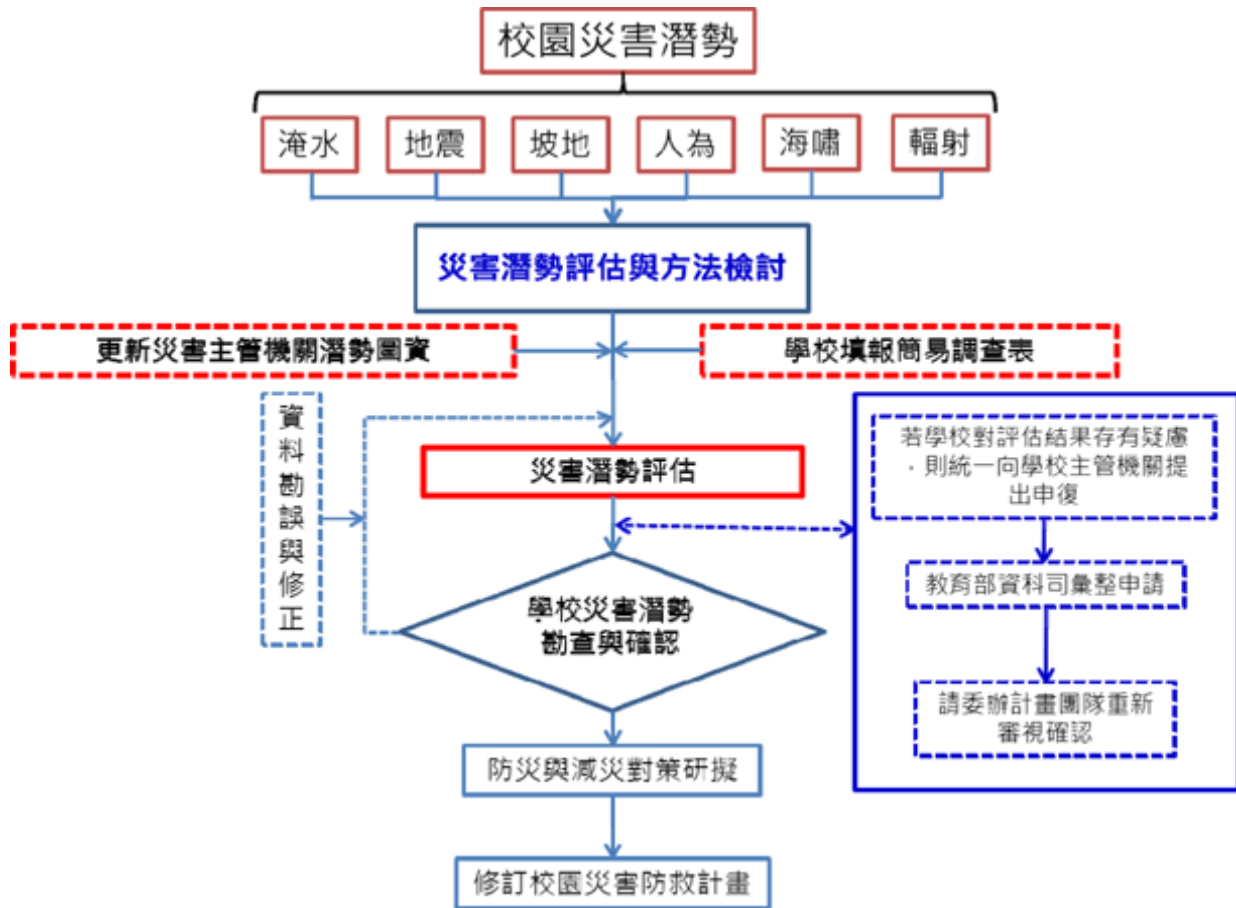 校園災害潛勢
淹水
地震
坡地
人為
海嘯
輻射
災害潛勢評估與方法檢討
更新災害主管機關潛勢圖資
學校填報簡易調查表
資料勘誤與修正
災害潛勢評估
若學校對評估結果存有疑慮
，則統一向學校主管機關提
出申復
教育部資科司彙整申請
學校災害潛勢
勘查與確認
請委辦計畫團隊重新
審視確認
防災與減災對策研擬
修訂校園災害防救計畫